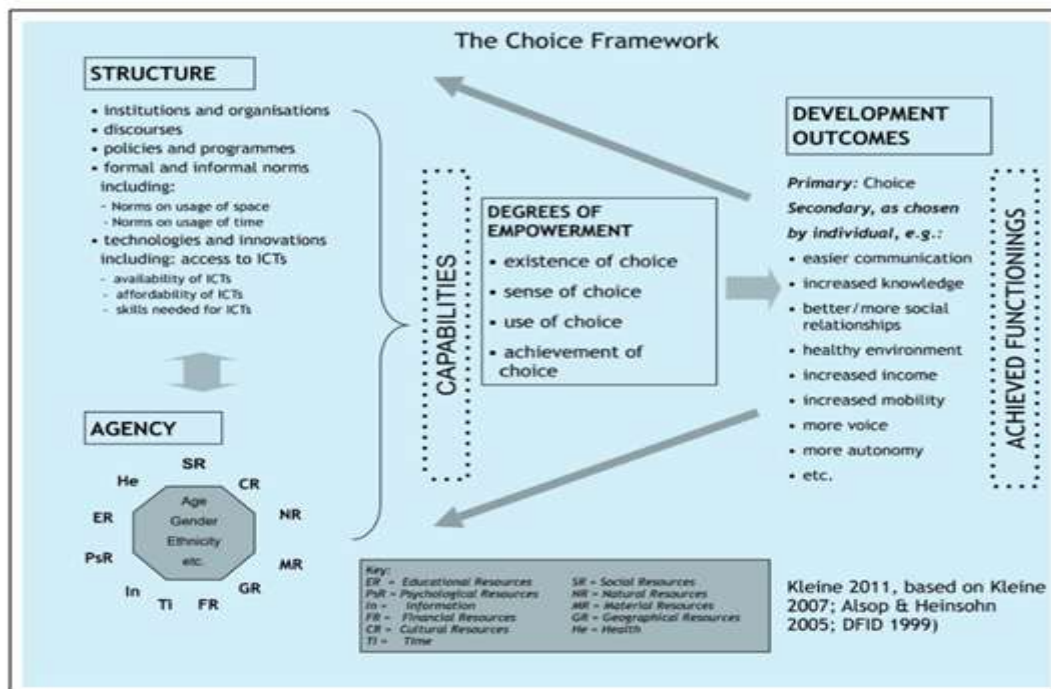 The Choice Framework
STRUCTURE
• institutions and organisations
• discourses
• policies and programmes
• formal and informal norms
including:
- Norms on usage of space
- Norms on usage of time
• technologies and innovations
including: access to ICTs
- availability of ICTs
- affordability of ICTs
- skills needed for ICTs
AGENCY
SR
He
CR
ER
NR
PsR
MR
In
GR
Ti
FR
Age
Gender
Ethnicity
etc.
CAPABILITIES
DEGREES OF
EMPOWERMENT
• existence of choice
• sense of choice
• use of choice
• achievement of
choice
DEVELOPMENT
OUTCOMES
Primary: Choice
Secondary, as chosen
by individual, e.g.:
• easier communication
• increased knowledge
• better/more social
relationships
• healthy environment
• increased income
• increased mobility
• more voice
• more autonomy
• etc.
ACHIEVED FUNCTIONINGS
Key:
ER = Educational Resources
PsR = Psychological Resources
In = Information
FR = Financial Resources
CR = Cultural Resources
Ti = Time
SR = Social Resources
NR = Natural Resources
MR = Material Resources
GR = Geographical Resources
He = Health
Kleine 2011, based on Kleine
2007; Alsop & Heinsohn
2005; DFID 1999)